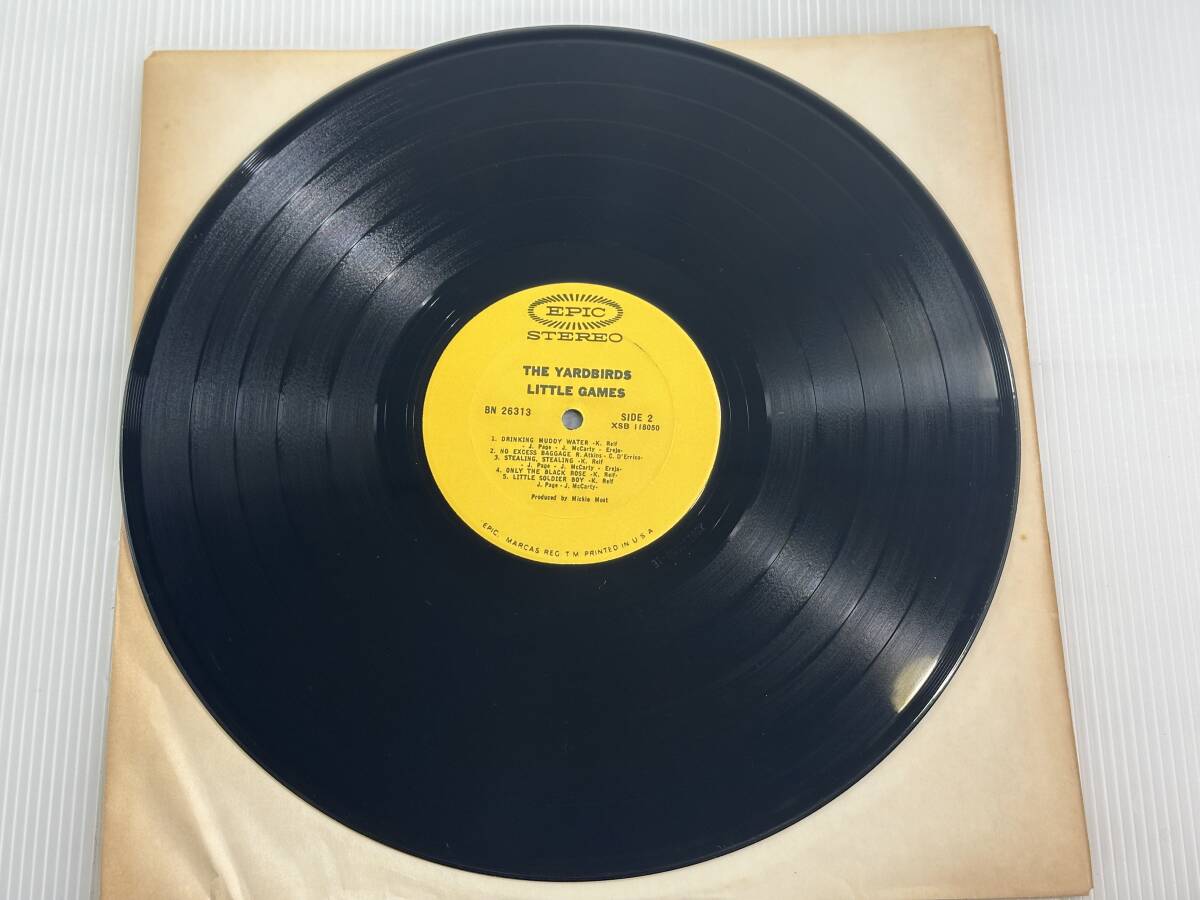 EPIC
STEREO
THE YARDBIRDS
LITTLE GAMES
BN 26313 SIDE 2
XSB 118050
1. DRINKING MUDDY WATER -K. Relf
- J. Page - J. McCarty - Ereja-
2. NO EXCESS BAGGAGE R. Atkins - C. D'Errico-
3. STEALING, STEALING -K. Relf
- J. Page - J. McCarty - Ereja-
4. ONLY THE BLACK ROSE -K. Relf-
5. LITTLE SOLDIER BOY -K. Relf
J. Page -J. McCarty-
Produced by Mickie Most
"EPIC," MARCAS REG. T.M. PRINTED IN U.S.A.